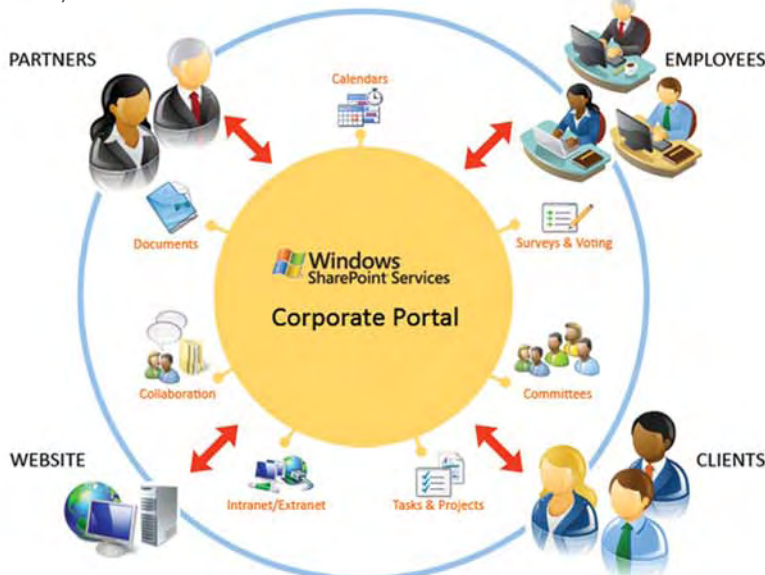 PARTNERS
EMPLOYEES
Calendars
Documents
Surveys & Voting
Windows
SharePoint Services
Corporate Portal
Collaboration
Committees
WEBSITE
CLIENTS
Intranet/Extranet
Tasks & Projects